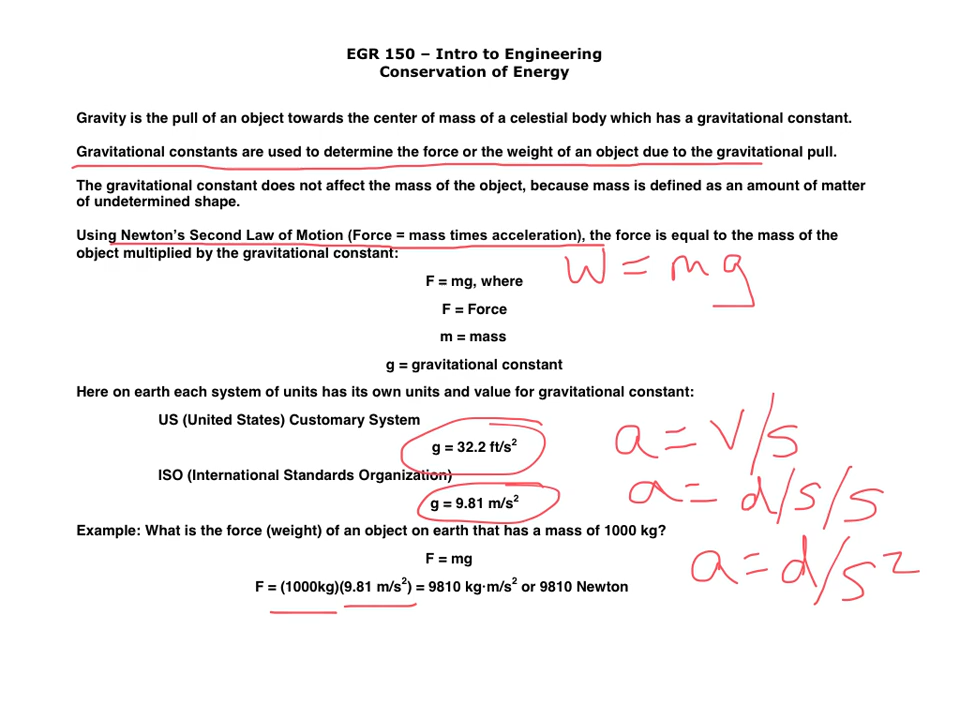 EGR 150 – Intro to Engineering
Conservation of Energy
Gravity is the pull of an object towards the center of mass of a celestial body which has a gravitational constant.
Gravitational constants are used to determine the force or the weight of an object due to the gravitational pull.
The gravitational constant does not affect the mass of the object, because mass is defined as an amount of matter
of undetermined shape.
Using Newton's Second Law of Motion (Force = mass times acceleration), the force is equal to the mass of the
object multiplied by the gravitational constant:
W = mg
F = mg, where
F = Force
m = mass
g = gravitational constant
Here on earth each system of units has its own units and value for gravitational constant:
US (United States) Customary System
g = 32.2 ft/s²
a = v/s
ISO (International Standards Organization)
a = d/s/s
g = 9.81 m/s²
Example: What is the force (weight) of an object on earth that has a mass of 1000 kg?
F = mg
a = d/s²
F = (1000kg)(9.81 m/s²) = 9810 kg·m/s² or 9810 Newton